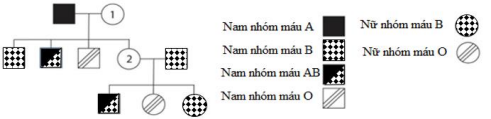 1
2
Nam nhóm máu A
Nam nhóm máu B
Nam nhóm máu AB
Nam nhóm máu O
Nữ nhóm máu B
Nữ nhóm máu O